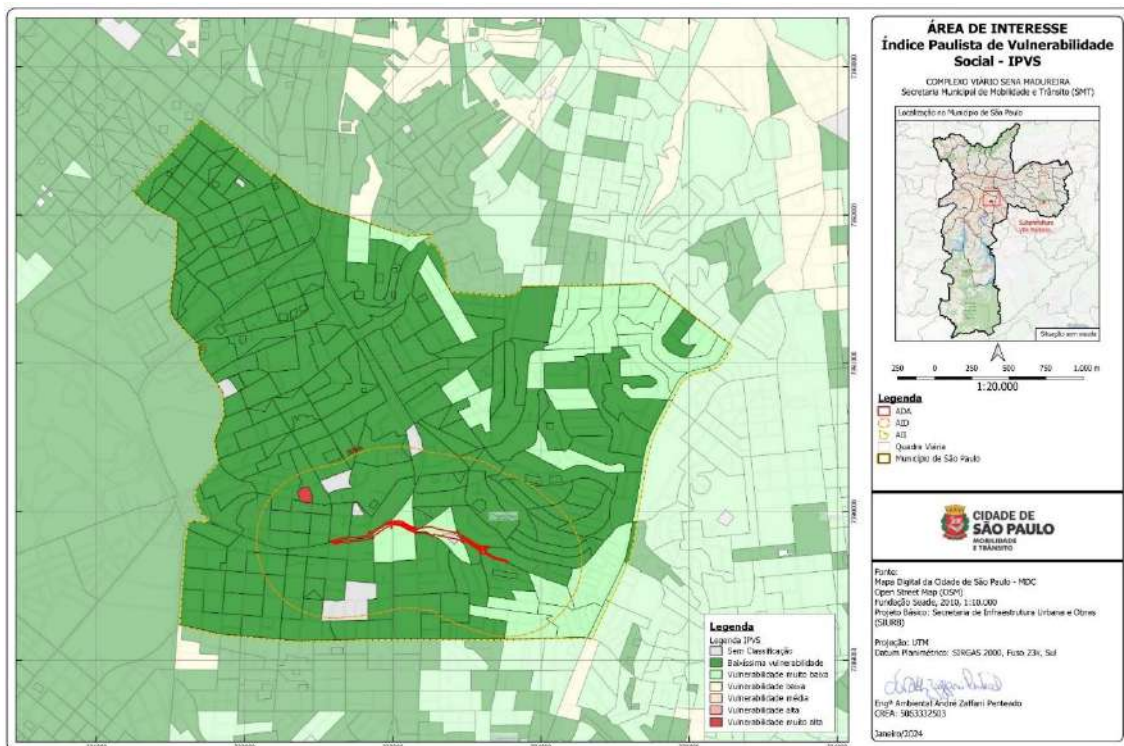 ÁREA DE INTERESSE
Índice Paulista de Vulnerabilidade
Social - IPVS
COMPLEXO VIÁRIO SENA MADUREIRA
Secretaria Municipal de Mobilidade e Trânsito (SMT)
Localização no Município de São Paulo
Situação sem escala
250 0 250 500 750 1.000 m
1:20.000
Legenda
ADA
AID
AII
Quadra Viária
Município de São Paulo
CIDADE DE
SÃO PAULO
MOBILIDADE
E TRÂNSITO
Fonte:
Mapa Digital da Cidade de São Paulo - MDC
Open Street Map (OSM)
Fundação Seade, 2010, 1:10.000
Projeto Básico: Secretaria de Infraestrutura Urbana e Obras
(SIURB)
Projeção: UTM
Datum Planimétrico: SIRGAS 2000, Fuso 23k, Sul
Engº Ambiental André Zaffani Penteado
CREA: 5063332503
Janeiro/2024
Legenda
Legenda IPVS
Sem Classificação
Baixíssima vulnerabilidade
Vulnerabilidade muito baixa
Vulnerabilidade baixa
Vulnerabilidade média
Vulnerabilidade alta
Vulnerabilidade muito alta